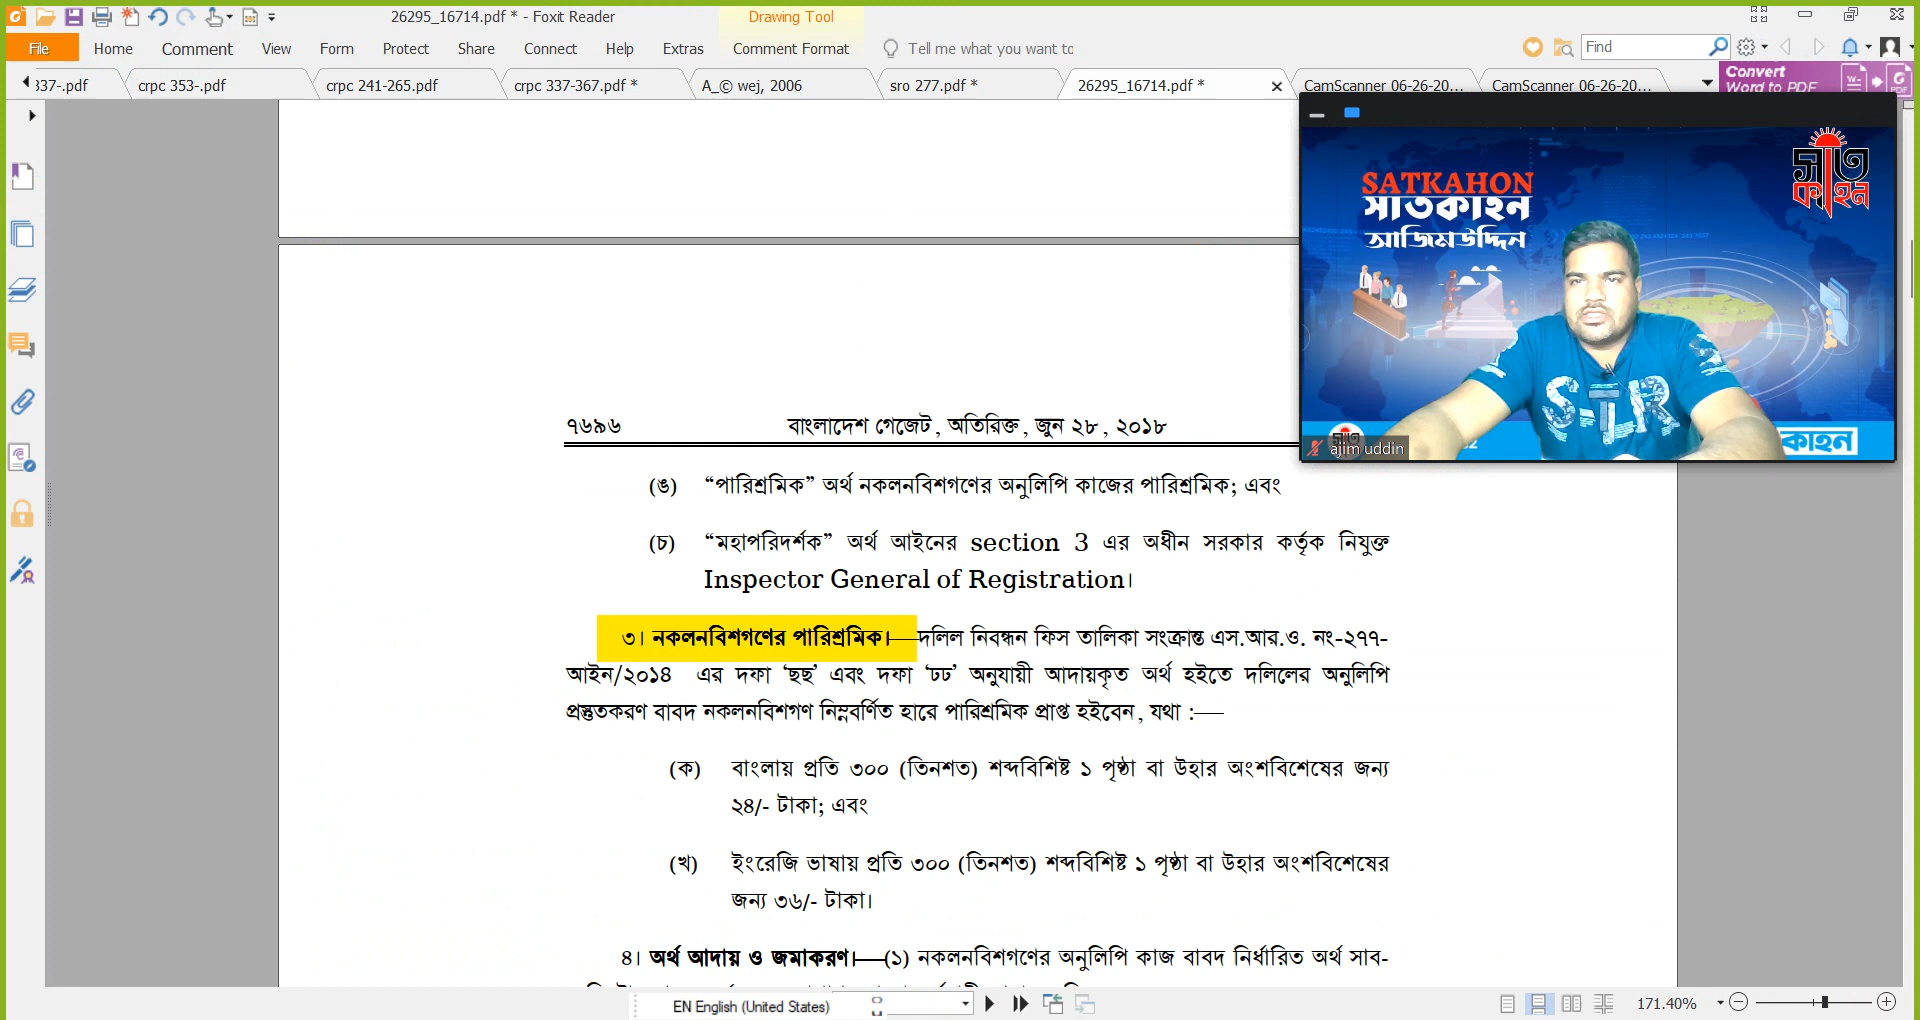 26295_16714.pdf * - Foxit Reader
Drawing Tool
File Home Comment View Form Protect Share Connect Help Extras Comment Format Tell me what you want to Find
337-.pdf crpc 353-.pdf crpc 241-265.pdf crpc 337-367.pdf * A_© wej, 2006 sro 277.pdf * 26295_16714.pdf * CamScanner 06-26-20... CamScanner 06-26-20...
Convert
Word to PDF
SATKAHON
সাতকাহন
আজিমউদ্দিন
সাত
কাহন
STR
কাহন
ajim uddin
৭৬৯৬ বাংলাদেশ গেজেট, অতিরিক্ত, জুন ২৮, ২০১৮
(ঙ) “পারিশ্রমিক” অর্থ নকলনবিশগণের অনুলিপি কাজের পারিশ্রমিক; এবং
(চ) “মহাপরিদর্শক” অর্থ আইনের section 3 এর অধীন সরকার কর্তৃক নিযুক্ত
Inspector General of Registration।
৩। নকলনবিশগণের পারিশ্রমিক।—দলিল নিবন্ধন ফিস তালিকা সংক্রান্ত এস.আর.ও. নং-২৭৭-
আইন/২০১৪ এর দফা ‘ছছ’ এবং দফা ‘ঢঢ’ অনুযায়ী আদায়কৃত অর্থ হইতে দলিলের অনুলিপি
প্রস্তুতকরণ বাবদ নকলনবিশগণ নিম্নবর্ণিত হারে পারিশ্রমিক প্রাপ্ত হইবেন, যথা :—
(ক) বাংলায় প্রতি ৩০০ (তিনশত) শব্দবিশিষ্ট ১ পৃষ্ঠা বা উহার অংশবিশেষের জন্য
২৪/- টাকা; এবং
(খ) ইংরেজি ভাষায় প্রতি ৩০০ (তিনশত) শব্দবিশিষ্ট ১ পৃষ্ঠা বা উহার অংশবিশেষের
জন্য ৩৬/- টাকা।
৪। অর্থ আদায় ও জমাকরণ।—(১) নকলনবিশগণের অনুলিপি কাজ বাবদ নির্ধারিত অর্থ সাব-
EN English (United States)
171.40%